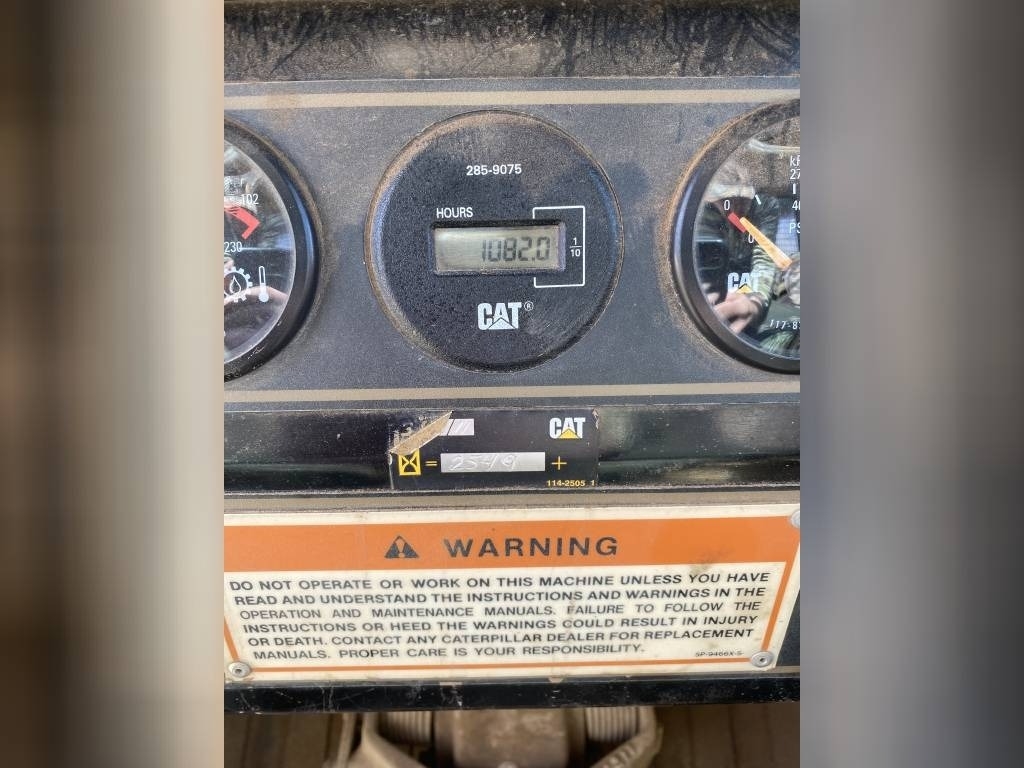 102
230
285-9075
HOURS
1082.0
1
10
CAT®
0
0
CAT
CAT
= 2548 +
114-2505 1
WARNING
DO NOT OPERATE OR WORK ON THIS MACHINE UNLESS YOU HAVE
READ AND UNDERSTAND THE INSTRUCTIONS AND WARNINGS IN THE
OPERATION AND MAINTENANCE MANUALS. FAILURE TO FOLLOW THE
INSTRUCTIONS OR HEED THE WARNINGS COULD RESULT IN INJURY
OR DEATH. CONTACT ANY CATERPILLAR DEALER FOR REPLACEMENT
MANUALS. PROPER CARE IS YOUR RESPONSIBILITY.